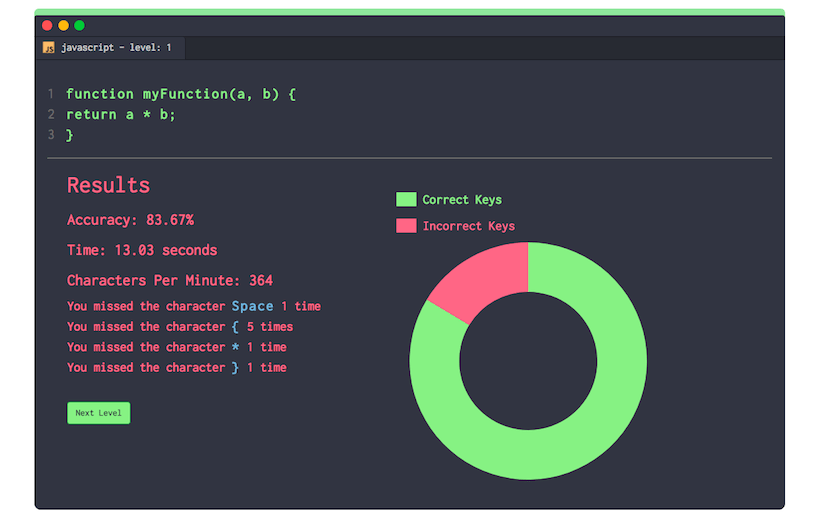 JS javascript - level: 1
1 function myFunction(a, b) {
2 return a * b;
3 }
Results
Accuracy: 83.67%
Time: 13.03 seconds
Characters Per Minute: 364
You missed the character Space 1 time
You missed the character { 5 times
You missed the character * 1 time
You missed the character } 1 time
Next Level
Correct Keys
Incorrect Keys